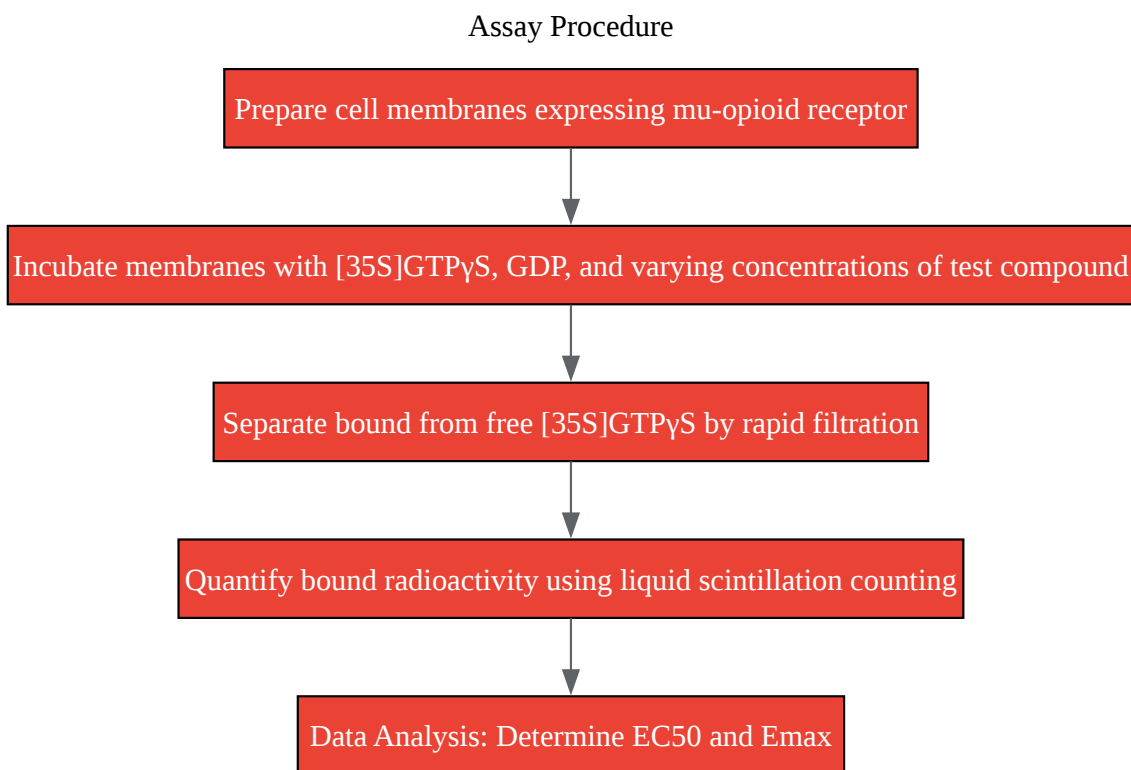 Assay Procedure
Prepare cell membranes expressing mu-opioid receptor
Incubate membranes with [35S]GTPγS, GDP, and varying concentrations of test compound
Separate bound from free [35S]GTPγS by rapid filtration
Quantify bound radioactivity using liquid scintillation counting
Data Analysis: Determine EC50 and Emax